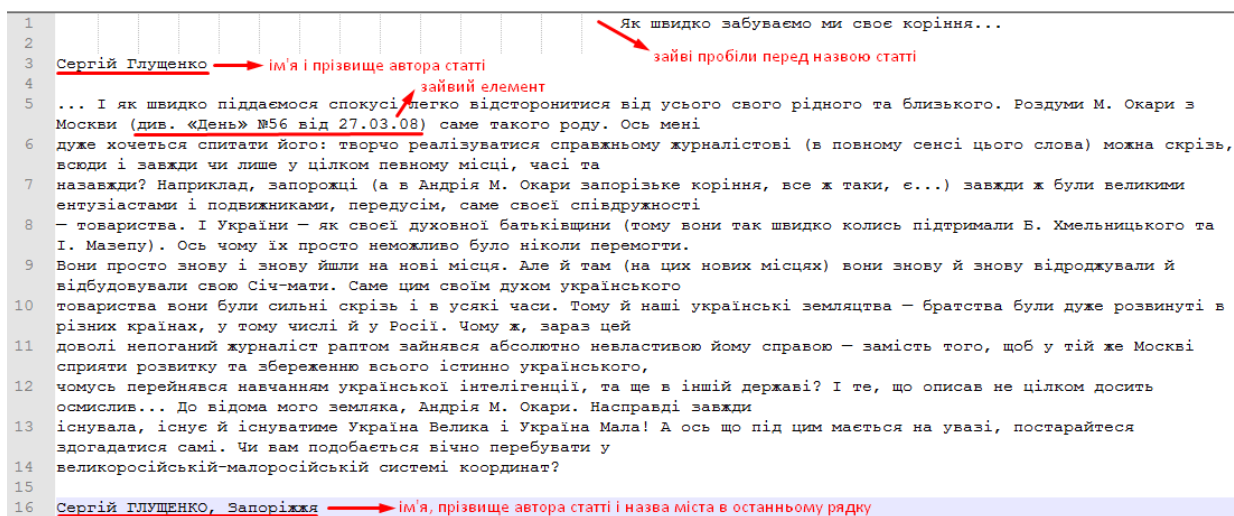 1 Як швидко забуваємо ми своє коріння...
2 зайві пробіли перед назвою статті
3 Сергій Глущенко ім'я і прізвище автора статті
4 зайвий елемент
5 ... І як швидко піддаємося спокусі легко відсторонитися від усього свого рідного та близького. Роздуми М. Окари з
Москви (див. «День» №56 від 27.03.08) саме такого роду. Ось мені
6 дуже хочеться спитати його: творчо реалізуватися справжньому журналістові (в повному сенсі цього слова) можна скрізь,
всюди і завжди чи лише у цілком певному місці, часі та
7 назавжди? Наприклад, запорожці (а в Андрія М. Окари запорізьке коріння, все ж таки, є...) завжди ж були великими
ентузіастами і подвижниками, передусім, саме своєї співдружності
8 — товариства. І України — як своєї духовної батьківщини (тому вони так швидко колись підтримали Б. Хмельницького та
І. Мазепу). Ось чому їх просто неможливо було ніколи перемогти.
9 Вони просто знову і знову йшли на нові місця. Але й там (на цих нових місцях) вони знову й знову відроджували й
відбудовували свою Січ-мати. Саме цим своїм духом українського
10 товариства вони були сильні скрізь і в усякі часи. Тому й наші українські земляцтва — братства були дуже розвинуті в
різних країнах, у тому числі й у Росії. Чому ж, зараз цей
11 доволі непоганий журналіст раптом зайнявся абсолютно невластивою йому справою — замість того, щоб у тій же Москві
сприяти розвитку та збереженню всього істинно українського,
12 чомусь перейнявся навчанням української інтелігенції, та ще в іншій державі? І те, що описав не цілком досить
осмислив... До відома мого земляка, Андрія М. Окари. Насправді завжди
13 існувала, існує й існуватиме Україна Велика і Україна Мала! А ось що під цим мається на увазі, постарайтеся
здогадатися самі. Чи вам подобається вічно перебувати у
14 великоросійській-малоросійській системі координат?
15
16 Сергій ГЛУЩЕНКО, Запоріжжя ім'я, прізвище автора статті і назва міста в останньому рядку